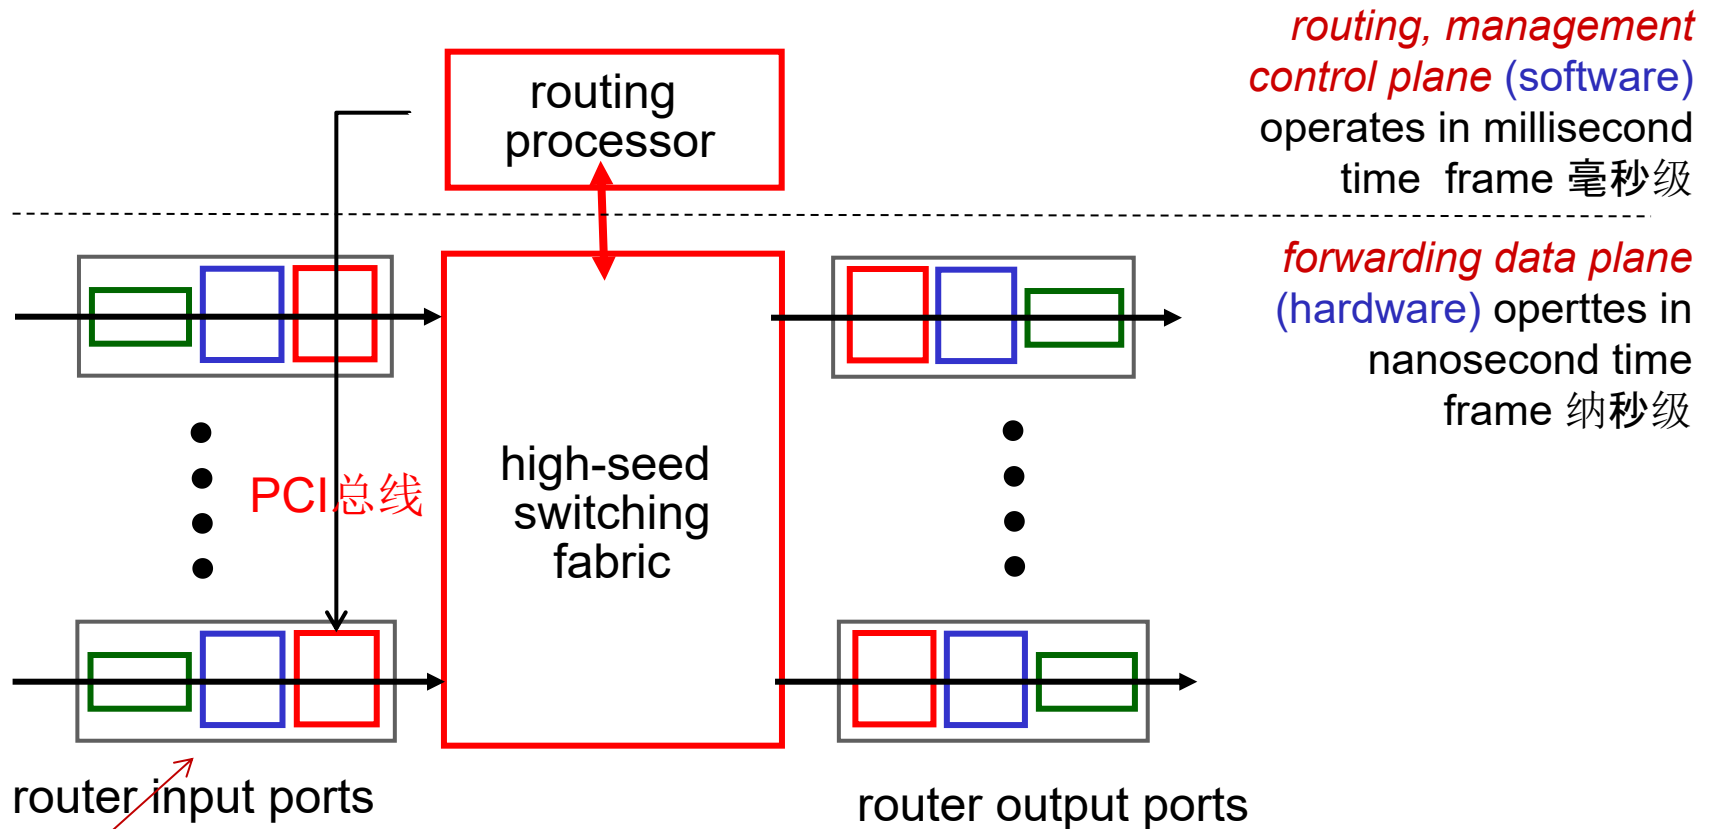 routing, management
control plane (software)
operates in millisecond
time frame 毫秒级
routing
processor
forwarding data plane
(hardware) operttes in
nanosecond time
frame 纳秒级
PCI总线
high-seed
switching
fabric
router input ports
router output ports